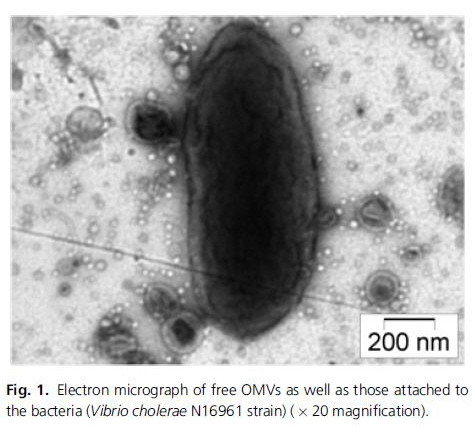 200 nm
Fig. 1. Electron micrograph of free OMVs as well as those attached to
the bacteria (Vibrio cholerae N16961 strain) ( × 20 magnification).